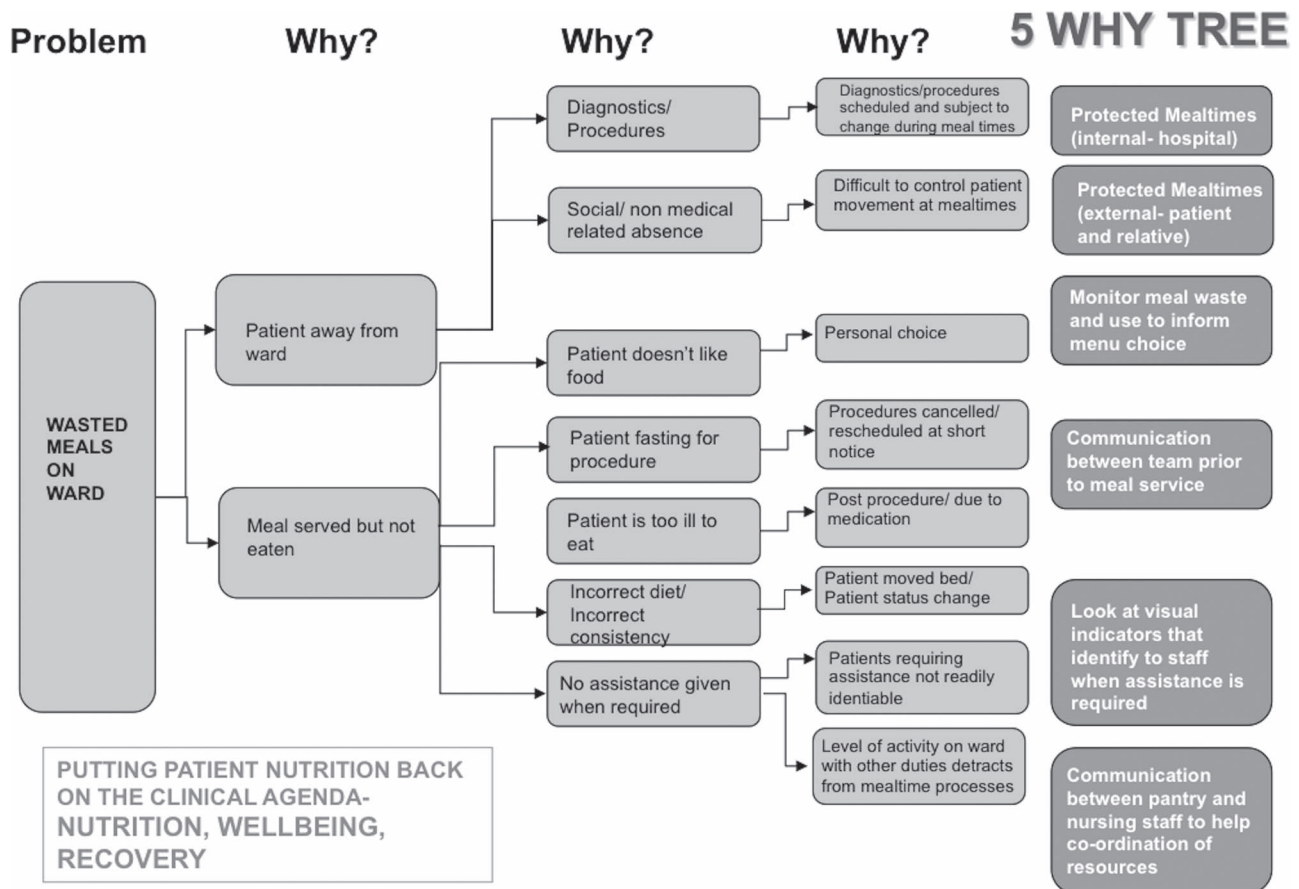 Problem
Why?
Why?
Why?
5 WHY TREE
WASTED
MEALS
ON
WARD
Patient away from
ward
Meal served but not
eaten
Diagnostics/
Procedures
Social/ non medical
related absence
Patient doesn't like
food
Patient fasting for
procedure
Patient is too ill to
eat
Incorrect diet/
Incorrect
consistency
No assistance given
when required
Diagnostics/procedures
scheduled and subject to
change during meal times
Difficult to control patient
movement at mealtimes
Personal choice
Procedures cancelled/
rescheduled at short
notice
Post procedure/ due to
medication
Patient moved bed/
Patient status change
Patients requiring
assistance not readily
identiable
Level of activity on ward
with other duties detracts
from mealtime processes
Protected Mealtimes
(internal- hospital)
Protected Mealtimes
(external- patient
and relative)
Monitor meal waste
and use to inform
menu choice
Communication
between team prior
to meal service
Look at visual
indicators that
identify to staff
when assistance is
required
Communication
between pantry and
nursing staff to help
co-ordination of
resources
PUTTING PATIENT NUTRITION BACK
ON THE CLINICAL AGENDA-
NUTRITION, WELLBEING,
RECOVERY